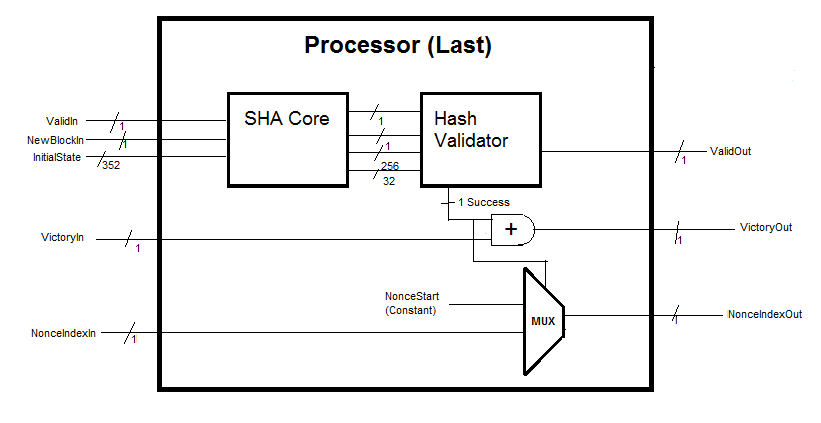 Processor (Last)
SHA Core
Hash
Validator
ValidIn
1
NewBlockIn
1
InitialState
352
1
1
256
32
ValidOut
1
1 Success
VictoryIn
1
+
VictoryOut
1
NonceStart
(Constant)
MUX
NonceIndexIn
1
NonceIndexOut
1